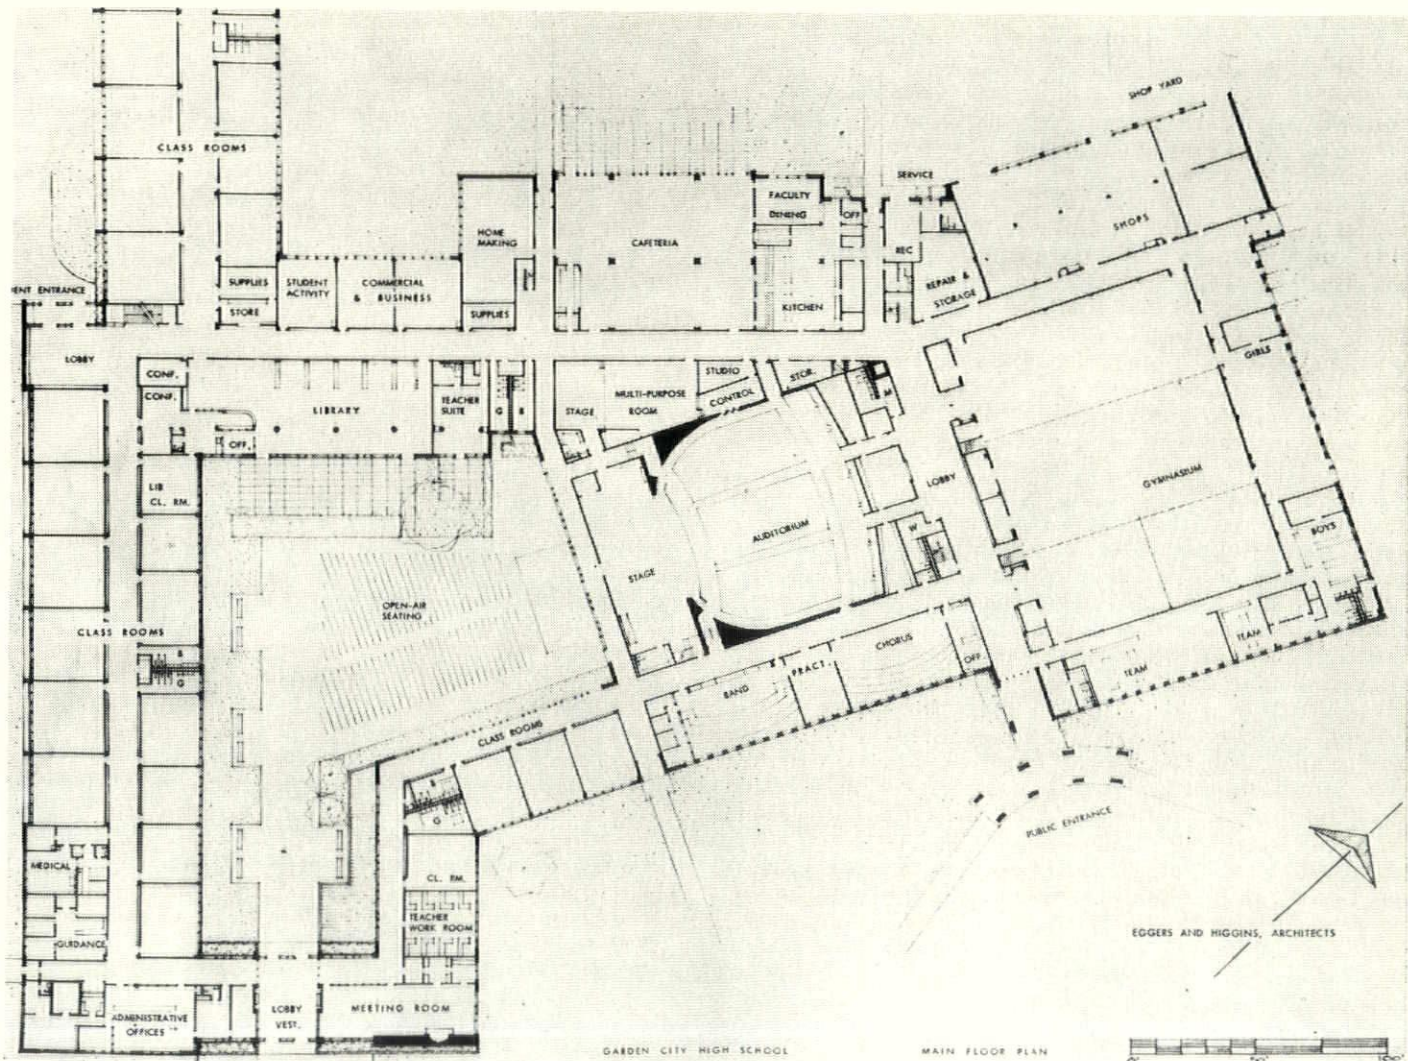 SHOP YARD
CLASS ROOMS
SERVICE
FACULTY
DINING
OFF
HOME
MAKING
CAFETERIA
SHOPS
REC
SUPPLIES
STUDENT
ACTIVITY
COMMERCIAL
& BUSINESS
REPAIR &
STORAGE
ENT ENTRANCE
STORE
SUPPLIES
KITCHEN
LOBBY
GIRLS
CONF.
CONF.
STUDIO
STOR.
CONTROL
MULTI-PURPOSE
ROOM
STAGE
M
LIBRARY
TEACHER
SUITE
G
B
OFF.
LIB
CL. RM.
LOBBY
GYMNASIUM
AUDITORIUM
W
BOYS
STAGE
OPEN-AIR
SEATING
CLASS ROOMS
B
G
CHORUS
OFF.
TEAM
TEAM
PRACT.
BAND
CLASS ROOMS
B
G
PUBLIC ENTRANCE
MEDICAL
CL. RM.
TEACHER
WORK ROOM
GUIDANCE
EGGERS AND HIGGINS, ARCHITECTS
ADMINISTRATIVE
OFFICES
LOBBY
VEST.
MEETING ROOM
GARDEN CITY HIGH SCHOOL
MAIN FLOOR PLAN